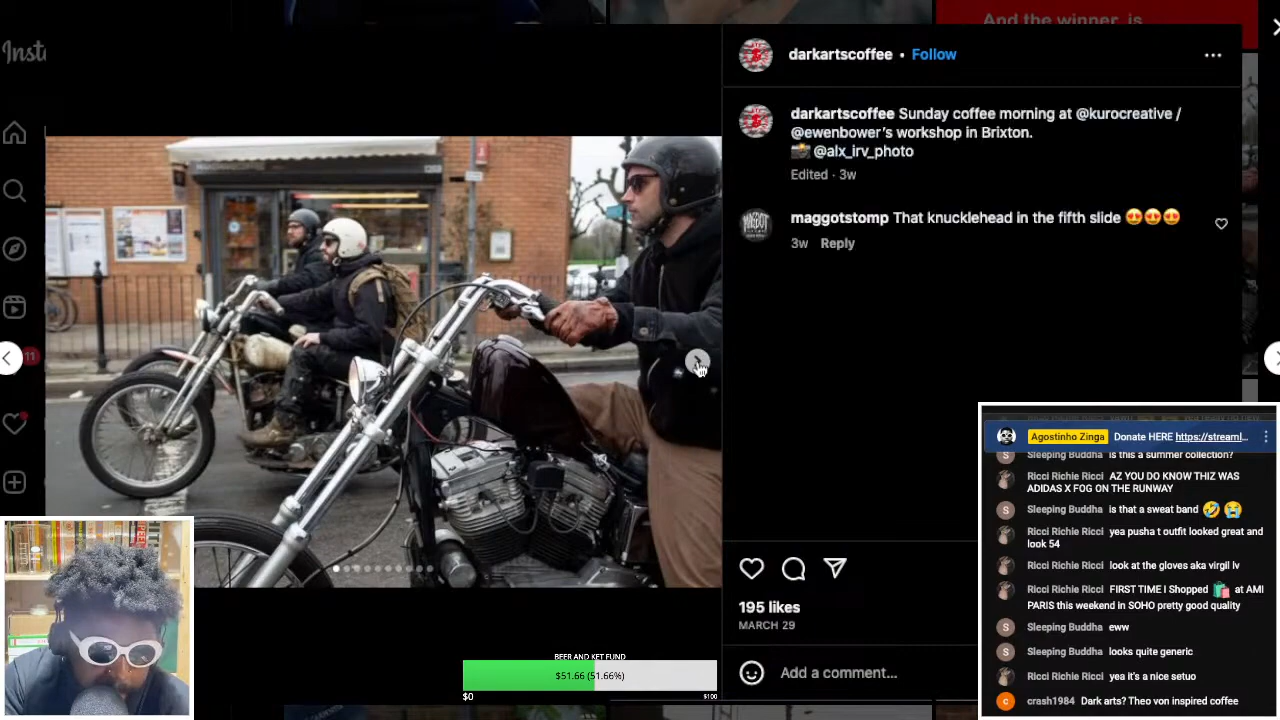 And the winner, is
Insta
darkartscoffee • Follow
darkartscoffee Sunday coffee morning at @kurocreative /
@ewenbower's workshop in Brixton.
📸 @alx_irv_photo
Edited · 3w
maggotstomp That knucklehead in the fifth slide 😍😍😍
3w Reply
11
195 likes
MARCH 29
Add a comment...
BEER AND KET FUND
$51.66 (51.66%)
$0
$100
Agostinho Zinga Donate HERE https://streaml...
Sleeping Buddha is this a summer collection?
Ricci Richie Ricci AZ YOU DO KNOW THIZ WAS
ADIDAS X FOG ON THE RUNWAY
Sleeping Buddha is that a sweat band 🤣 😭
Ricci Richie Ricci yea pusha t outfit looked great and
look 54
Ricci Richie Ricci look at the gloves aka virgil lv
Ricci Richie Ricci FIRST TIME I Shopped 🛍️ at AMI
PARIS this weekend in SOHO pretty good quality
Sleeping Buddha eww
Sleeping Buddha looks quite generic
Ricci Richie Ricci yea it's a nice setuo
crash1984 Dark arts? Theo von inspired coffee